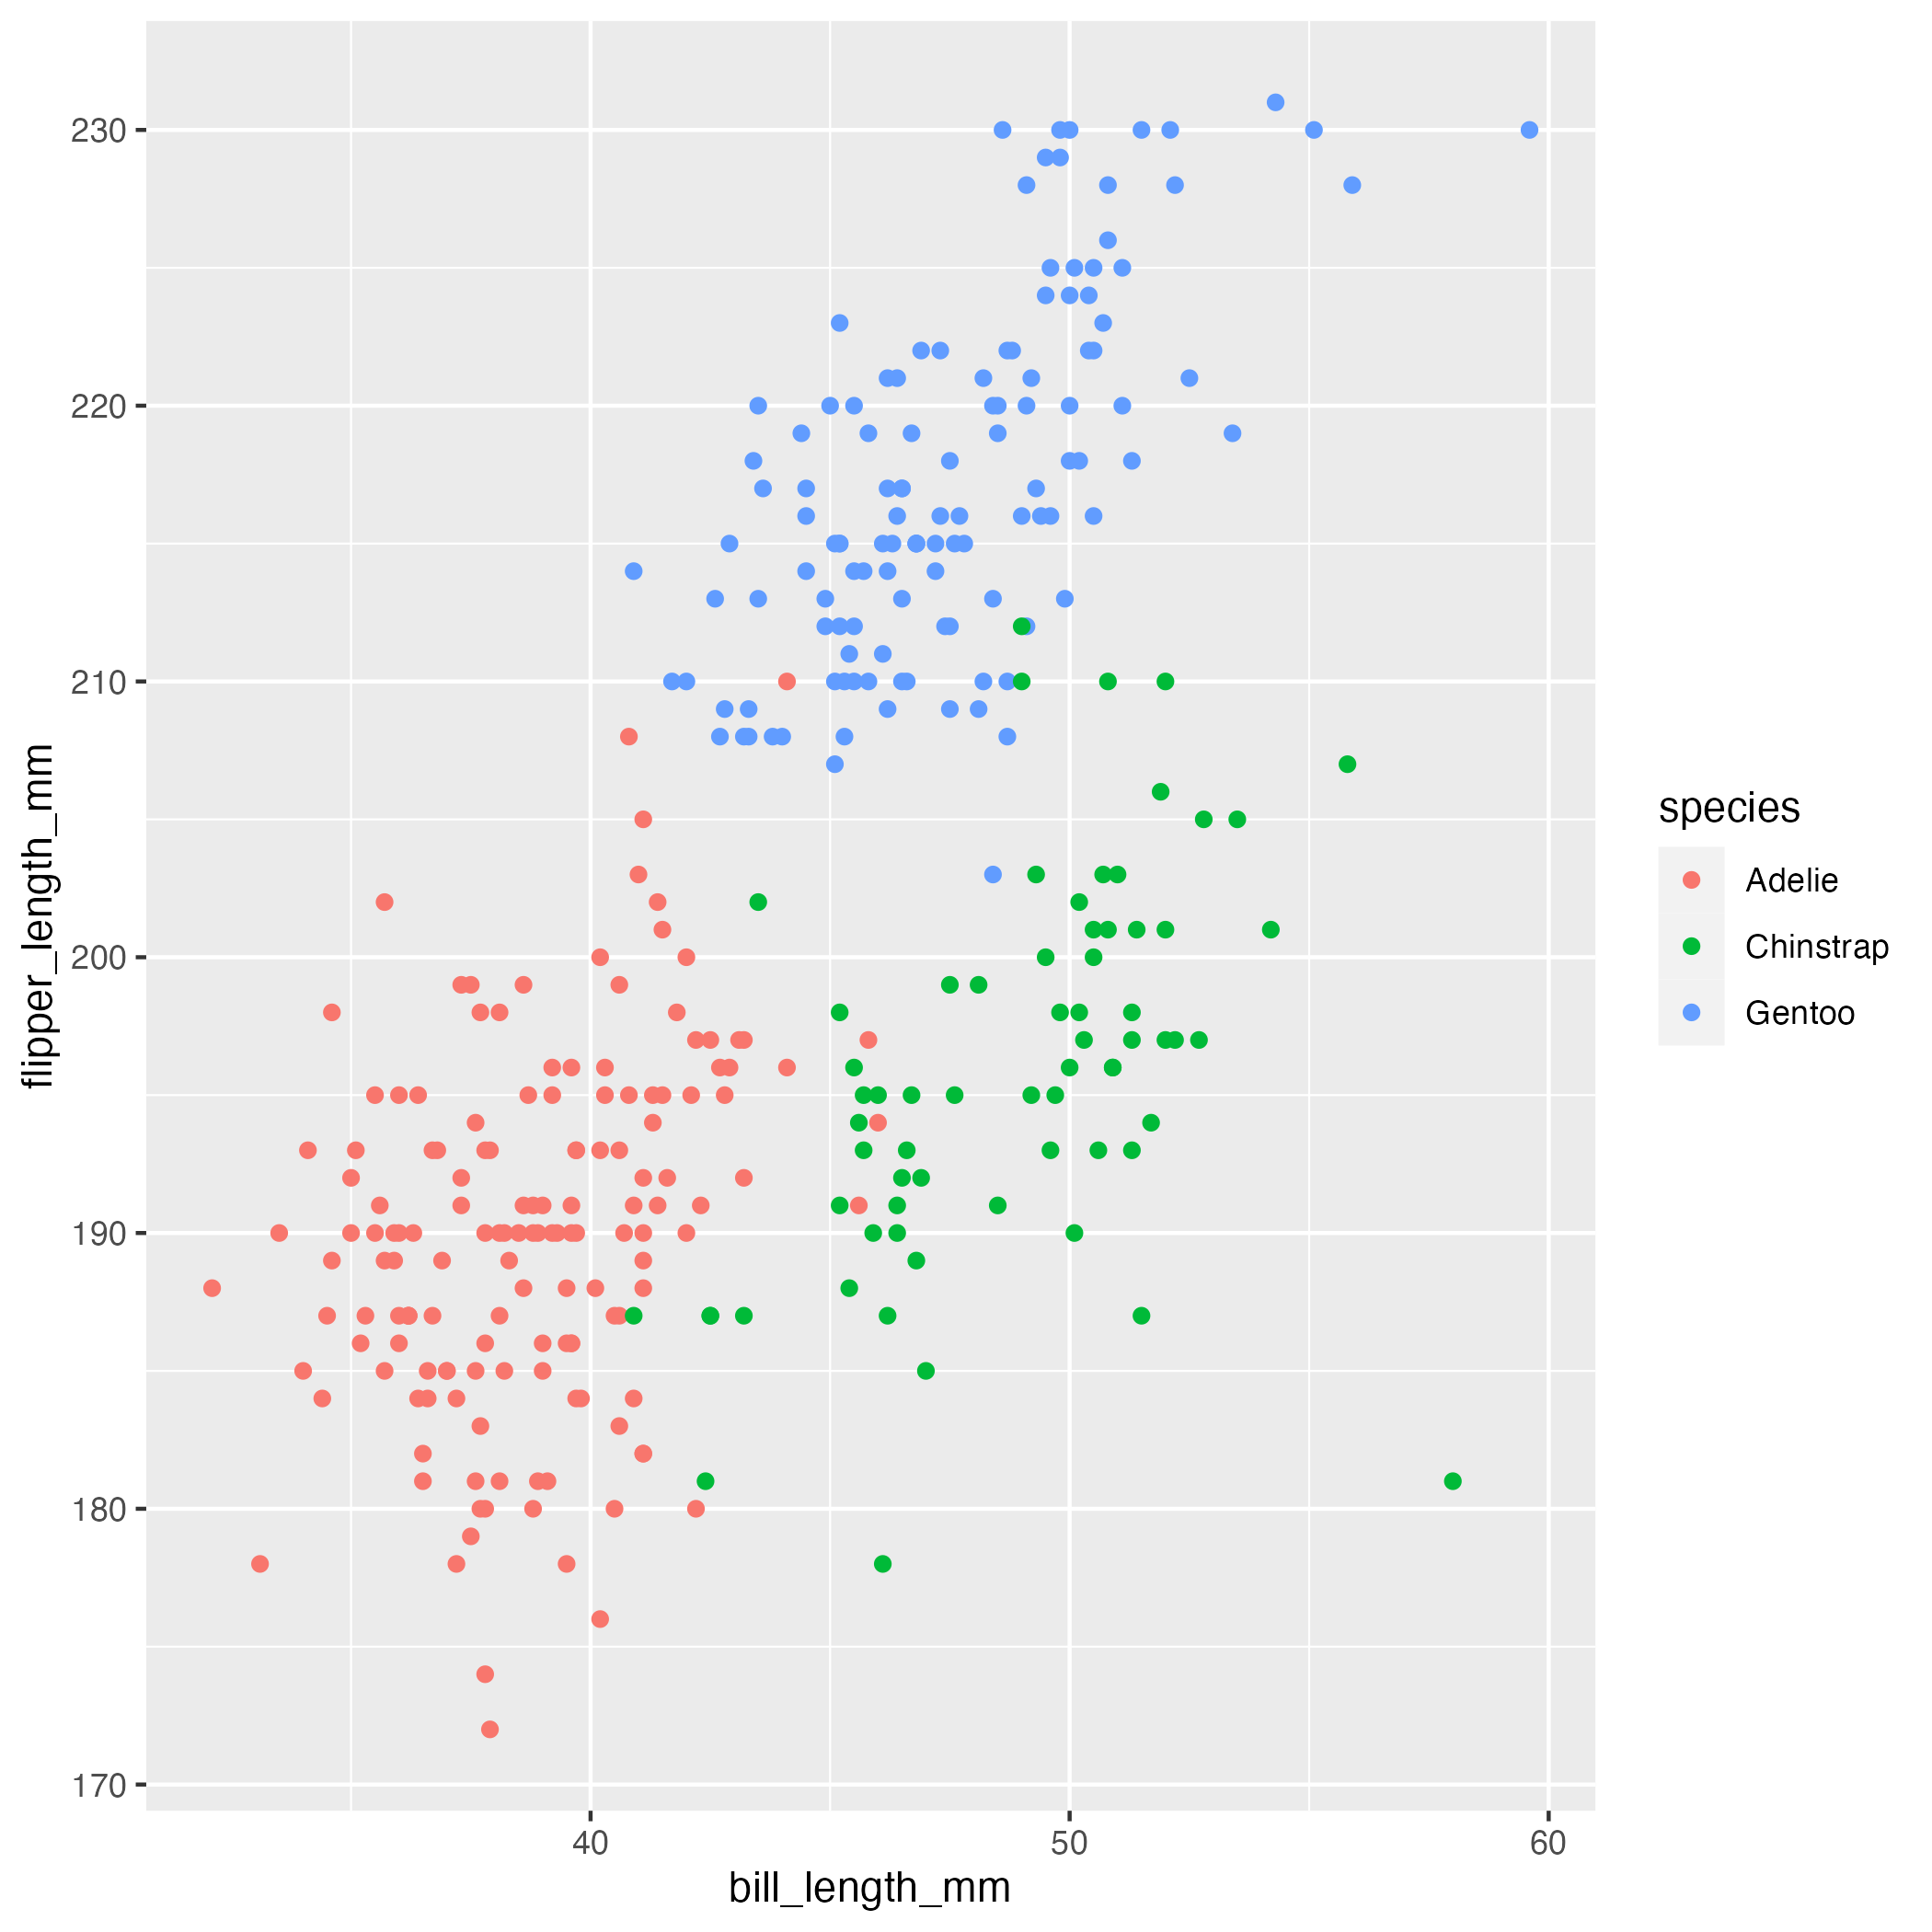 230
220
210
200
190
180
170
flipper_length_mm
40 50 60
bill_length_mm
species
Adelie
Chinstrap
Gentoo